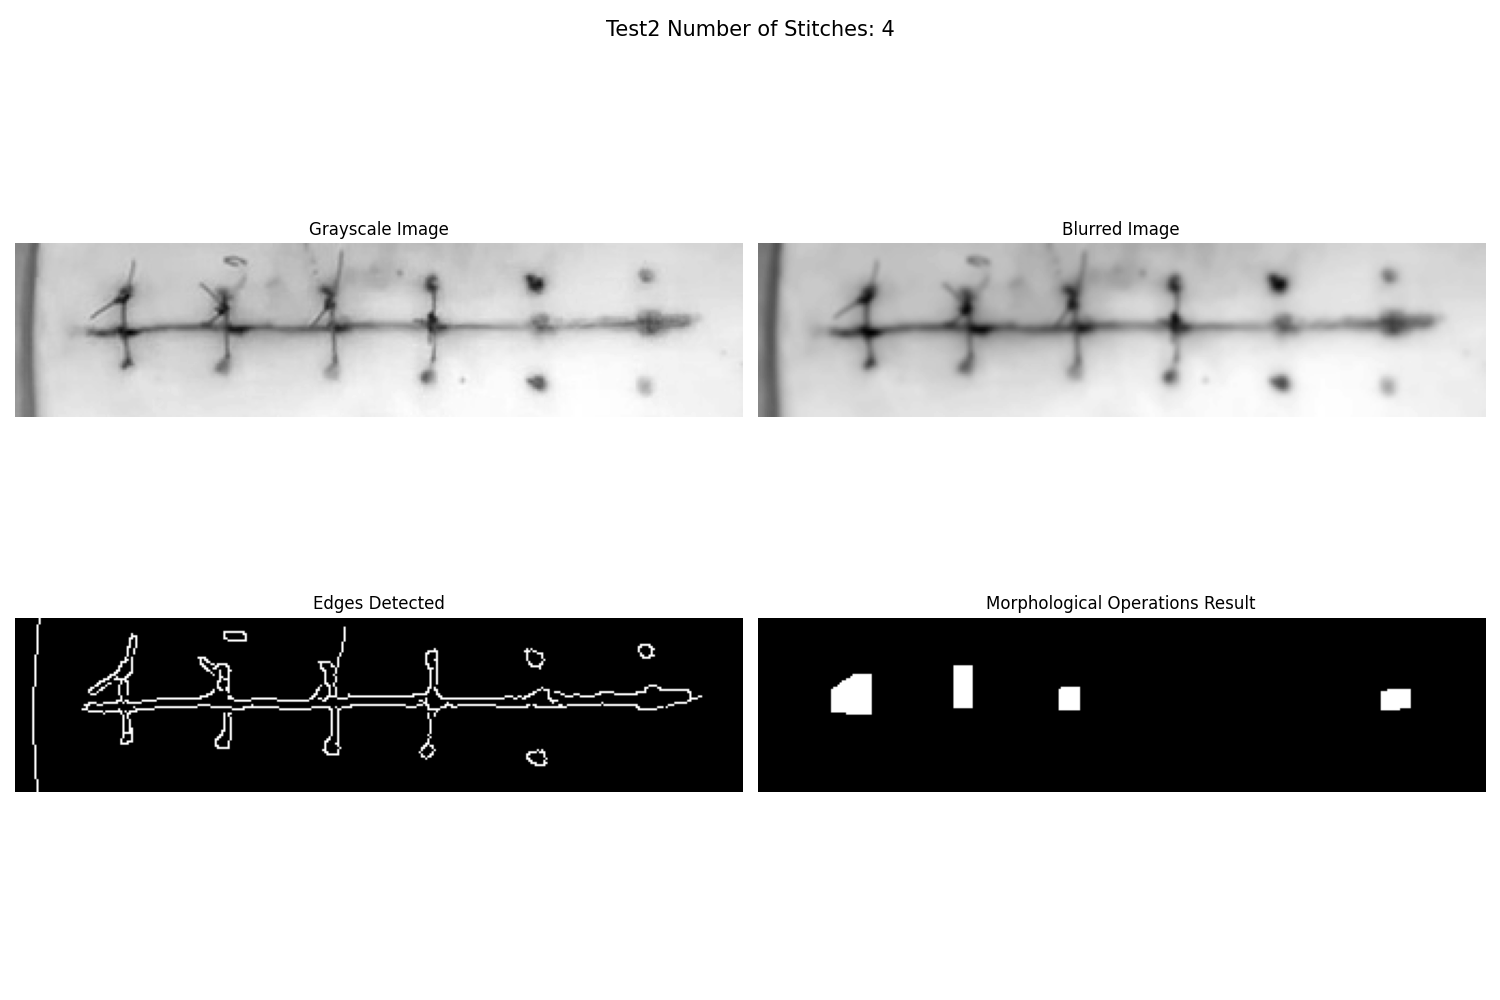 Test2 Number of Stitches: 4
Grayscale Image
Blurred Image
Edges Detected
Morphological Operations Result